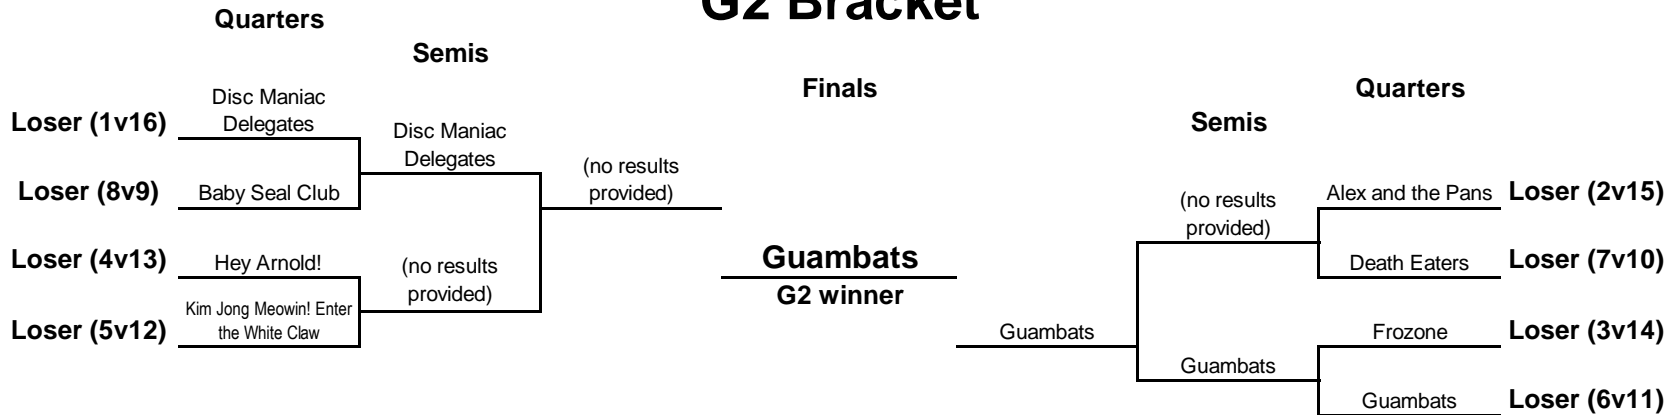 G2 Bracket
Quarters
Semis
Finals
Quarters
Semis
Loser (1v16)
Disc Maniac
Delegates
Loser (8v9)
Baby Seal Club
Loser (4v13)
Hey Arnold!
Loser (5v12)
Kim Jong Meowin! Enter
the White Claw
Disc Maniac
Delegates
(no results
provided)
(no results
provided)
Guambats
G2 winner
Guambats
(no results
provided)
Guambats
Alex and the Pans
Loser (2v15)
Death Eaters
Loser (7v10)
Frozone
Loser (3v14)
Guambats
Loser (6v11)